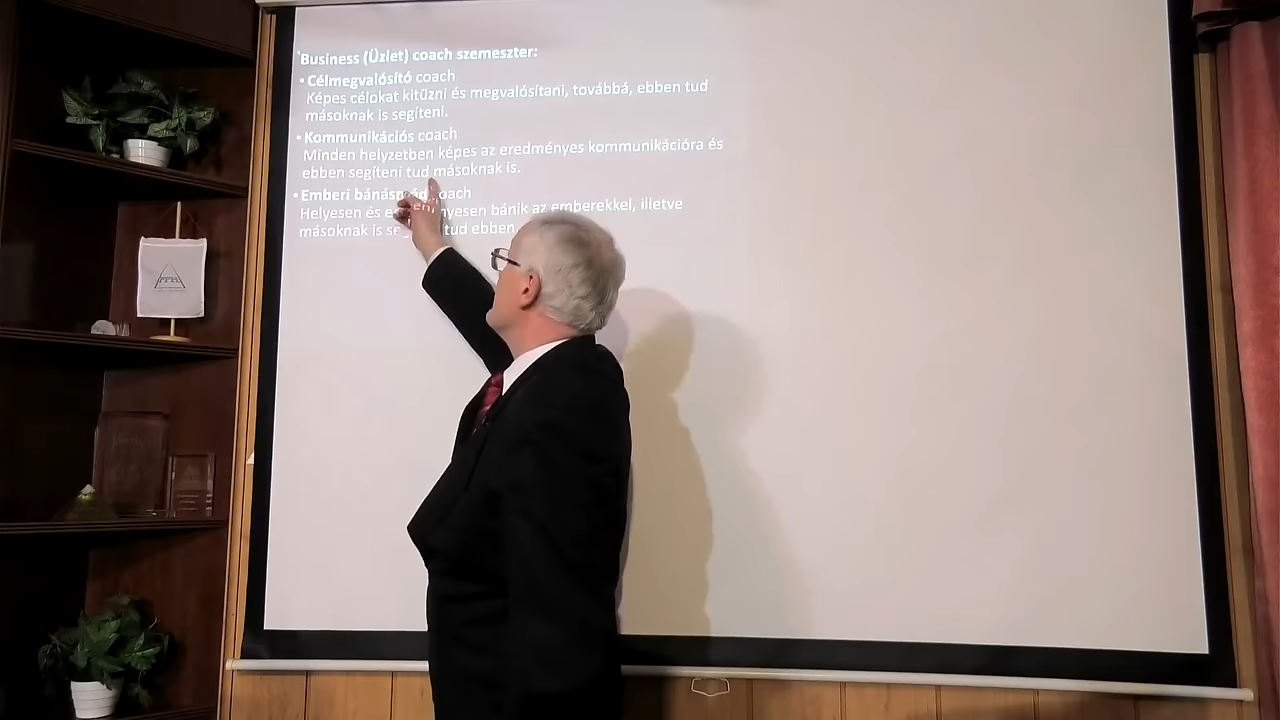 Business (Üzlet) coach szemeszter:
• Célmegvalósító coach
Képes célokat kitűzni és megvalósítani, továbbá, ebben tud
másoknak is segíteni.
• Kommunikációs coach
Minden helyzetben képes az eredményes kommunikációra és
ebben segíteni tud másoknak is.
• Emberi bánásmód coach
Helyesen és eredményesen bánik az emberekkel, illetve
másoknak is tud ebben.